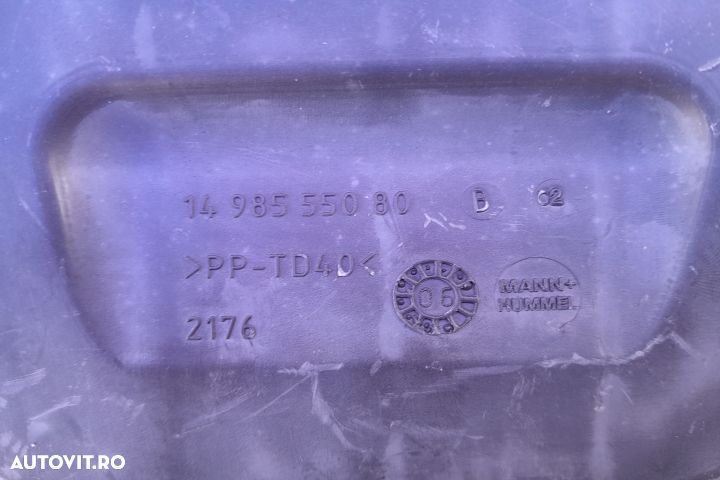 14 985 550 80 B 02
>PP-TD40<
06
MANN+
HUMMEL
2176
AUTOVIT.RO